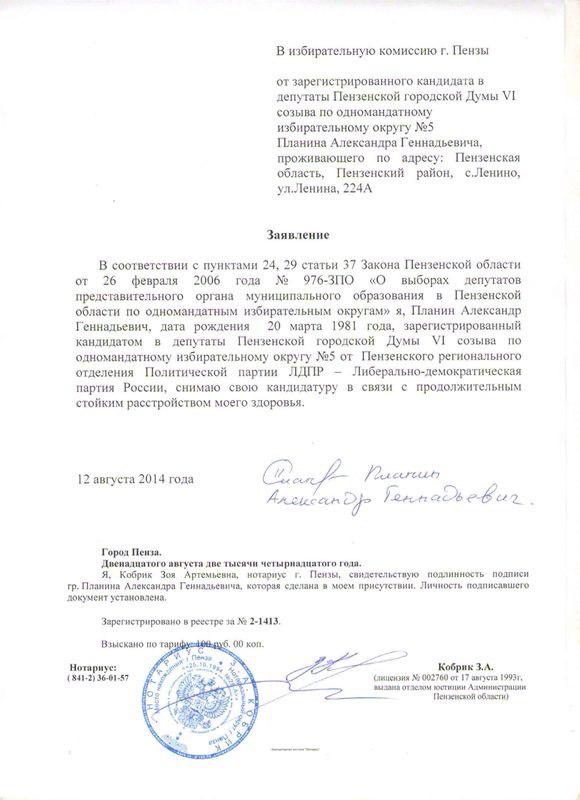 В избирательную комиссию г. Пензы
от зарегистрированного кандидата в
депутаты Пензенской городской Думы VI
созыва по одномандатному
избирательному округу №5
Планина Александра Геннадьевича,
проживающего по адресу: Пензенская
область, Пензенский район, с.Ленино,
ул.Ленина, 224А
Заявление
В соответствии с пунктами 24, 29 статьи 37 Закона Пензенской области
от 26 февраля 2006 года № 976-ЗПО «О выборах депутатов
представительного органа муниципального образования в Пензенской
области по одномандатным избирательным округам» я, Планин Александр
Геннадьевич, дата рождения 20 марта 1981 года, зарегистрированный
кандидатом в депутаты Пензенской городской Думы VI созыва по
одномандатному избирательному округу №5 от Пензенского регионального
отделения Политической партии ЛДПР – Либерально-демократическая
партия России, снимаю свою кандидатуру в связи с продолжительным
стойким расстройством моего здоровья.
12 августа 2014 года
Планин
Александр Геннадьевич.
Город Пенза.
Двенадцатого августа две тысячи четырнадцатого года.
Я, Кобрик Зоя Артемьевна, нотариус г. Пензы, свидетельствую подлинность подписи
гр. Планина Александра Геннадьевича, которая сделана в моем присутствии. Личность подписавшего
документ установлена.
Зарегистрировано в реестре за № 2-1413.
Взыскано по тарифу: 100 руб. 00 коп.
Нотариус:
( 841-2) 36-01-57
Кобрик З.А.
(лицензия № 002760 от 17 августа 1993г,
выдана отделом юстиции Администрации
Пензенской области)
НОТАРИУС З.А. КОБРИК